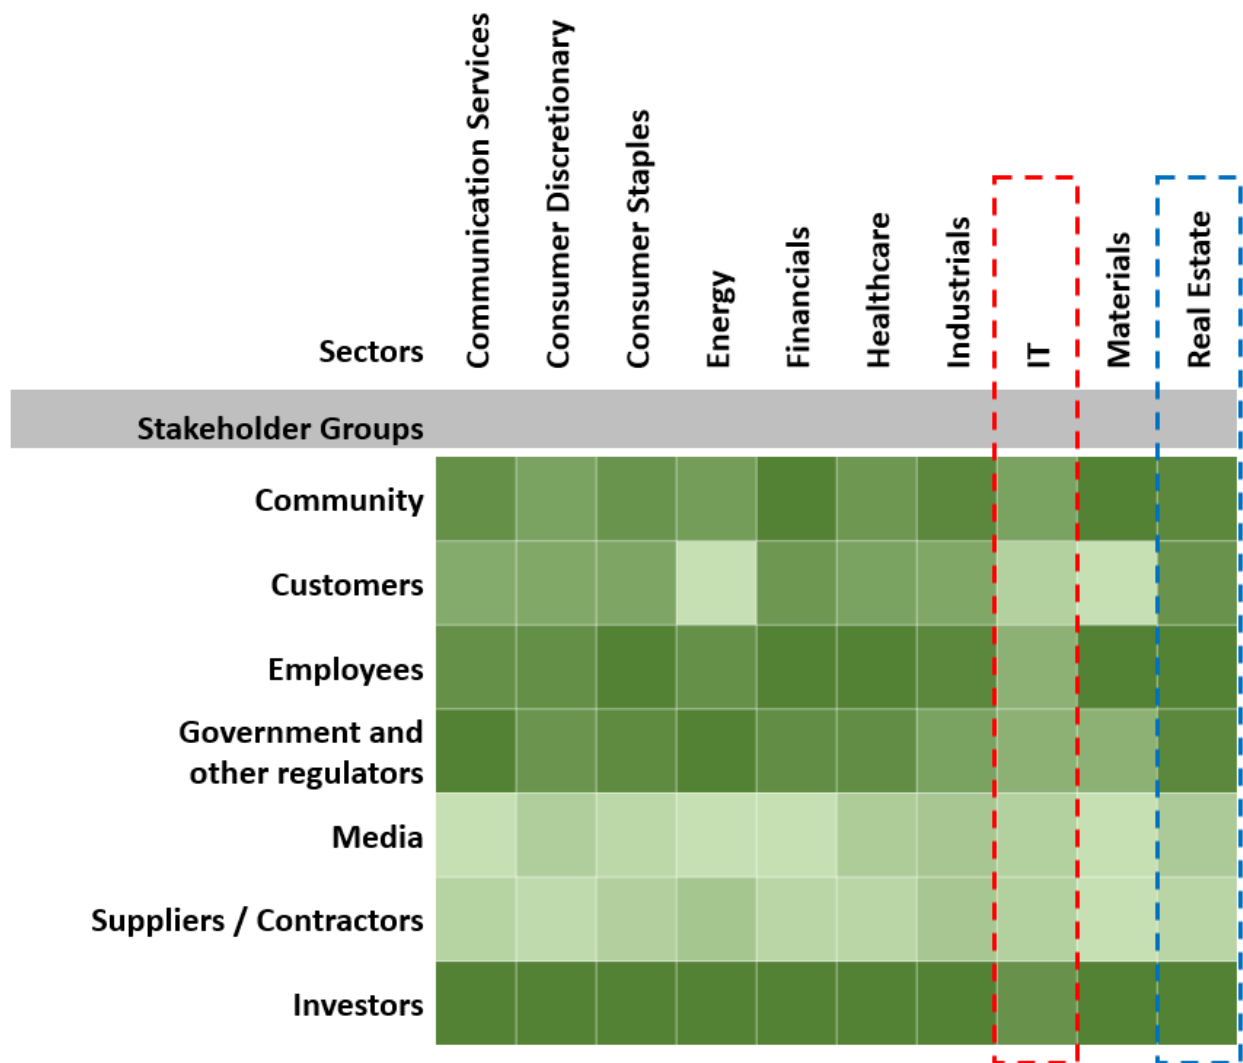 Sectors
Communication Services
Consumer Discretionary
Consumer Staples
Energy
Financials
Healthcare
Industrials
IT
Materials
Real Estate
Stakeholder Groups
Community
Customers
Employees
Government and
other regulators
Media
Suppliers / Contractors
Investors